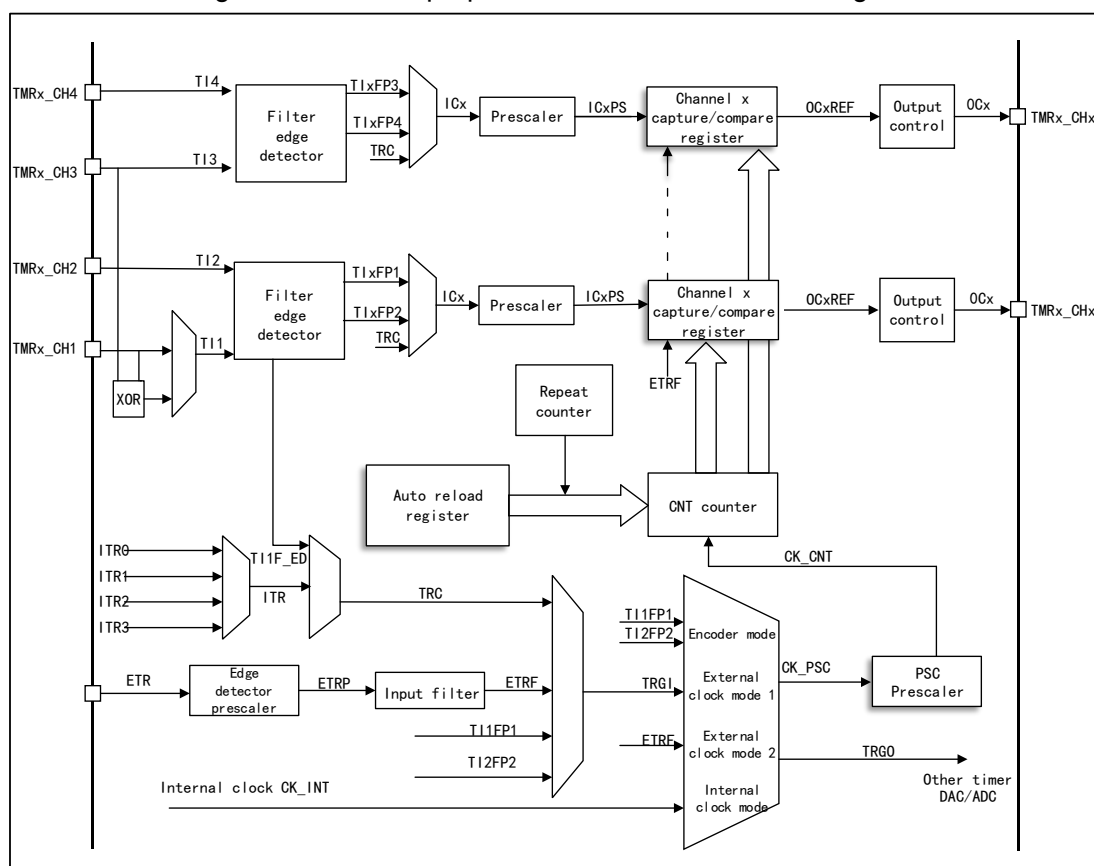 TMRx_CH4
TI4
Filter
edge
detector
TIxFP3
TIxFP4
TRC
ICx
Prescaler
ICxPS
Channel x
capture/compare
register
OCxREF
Output
control
OCx
TMRx_CHx
TMRx_CH3
TI3
TMRx_CH2
TI2
Filter
edge
detector
TIxFP1
TIxFP2
TRC
ICx
Prescaler
ICxPS
Channel x
capture/compare
register
OCxREF
Output
control
OCx
TMRx_CHx
TMRx_CH1
TI1
XOR
ETRF
Repeat
counter
Auto reload
register
CNT counter
CK_CNT
ITR0
ITR1
ITR2
ITR3
TI1F_ED
ITR
TRC
TI1FP1
TI2FP2
Encoder mode
ETR
Edge
detector
prescaler
ETRP
Input filter
ETRF
TRGI
External
clock mode 1
CK_PSC
PSC
Prescaler
TI1FP1
TI2FP2
ETRF
External
clock mode 2
TRGO
Other timer
DAC/ADC
Internal clock CK_INT
Internal
clock mode